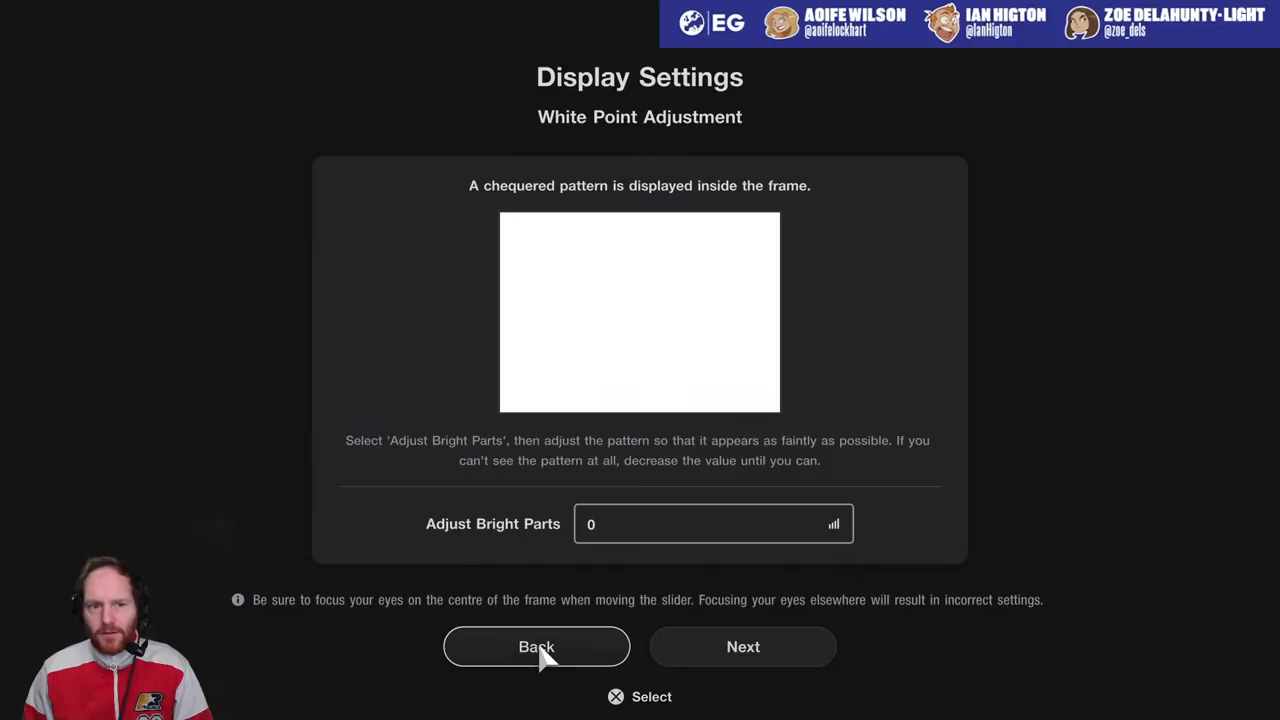 EG
AOIFE WILSON
@aoifelockhart
IAN HIGTON
@IanHigton
ZOE DELAHUNTY-LIGHT
@zoe_dels
Display Settings
White Point Adjustment
A chequered pattern is displayed inside the frame.
Select 'Adjust Bright Parts', then adjust the pattern so that it appears as faintly as possible. If you
can't see the pattern at all, decrease the value until you can.
Adjust Bright Parts 0
Be sure to focus your eyes on the centre of the frame when moving the slider. Focusing your eyes elsewhere will result in incorrect settings.
Back Next
Select